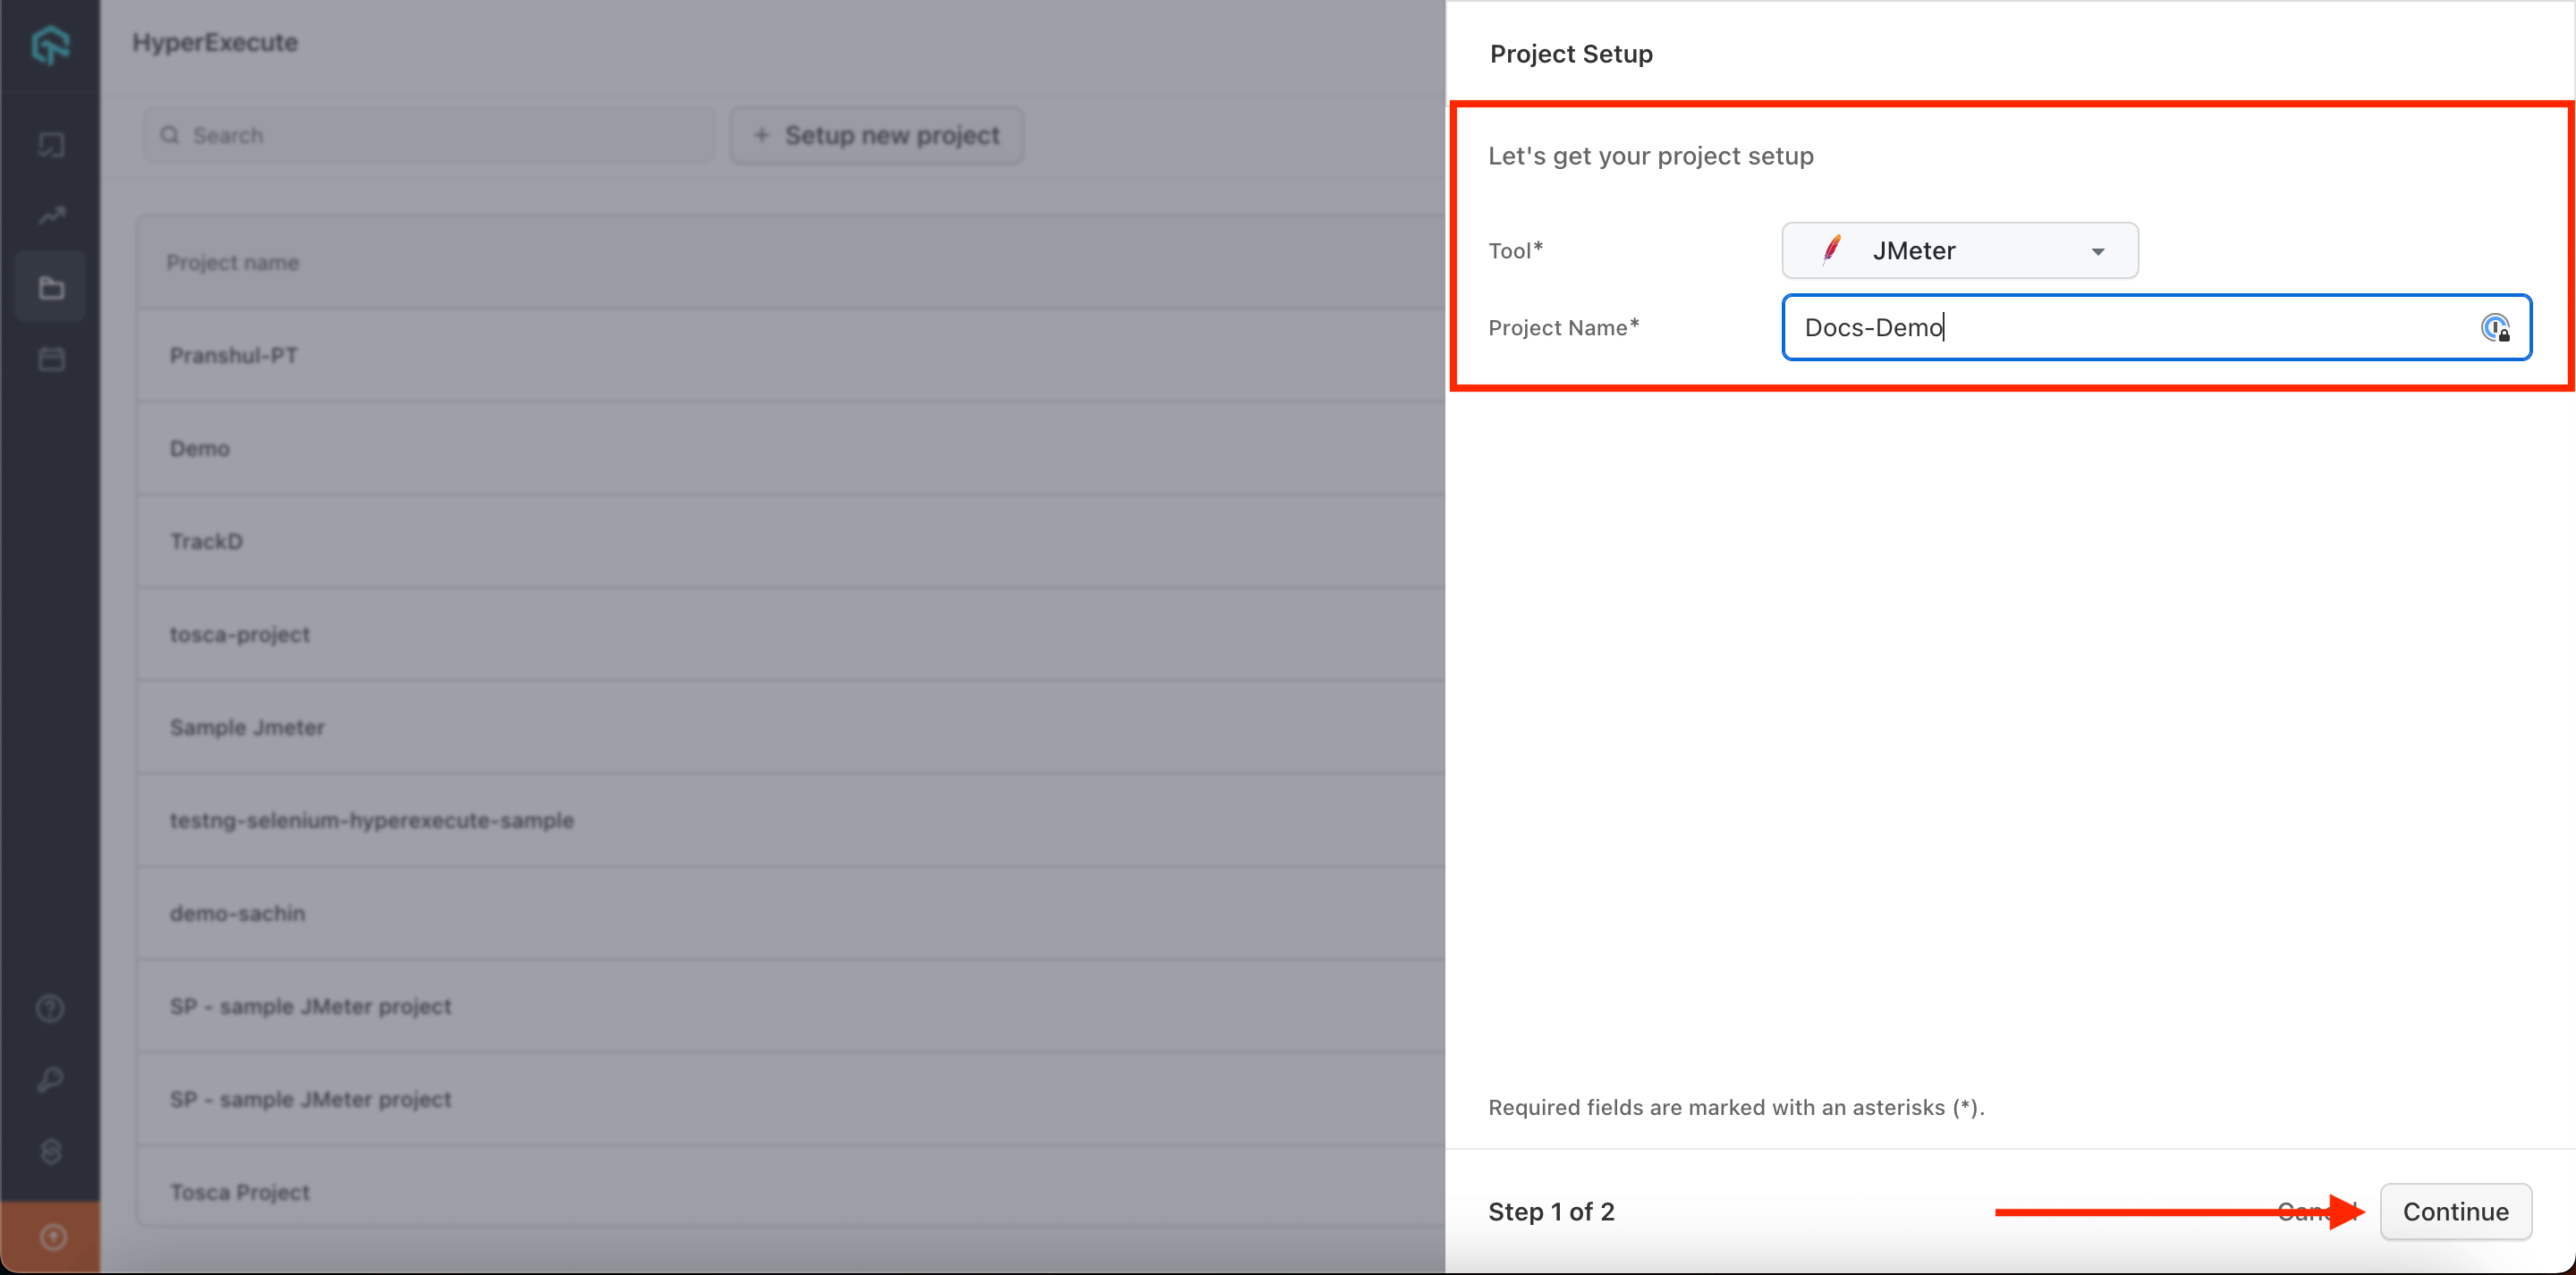 HyperExecute
Search
+ Setup new project
Project name
Pranshul-PT
Demo
TrackD
tosca-project
Sample Jmeter
testng-selenium-hyperexecute-sample
demo-sachin
SP - sample JMeter project
SP - sample JMeter project
Tosca Project
Project Setup
Let's get your project setup
Tool*
JMeter
Project Name*
Docs-Demo
Required fields are marked with an asterisks (*).
Step 1 of 2
Cancel
Continue